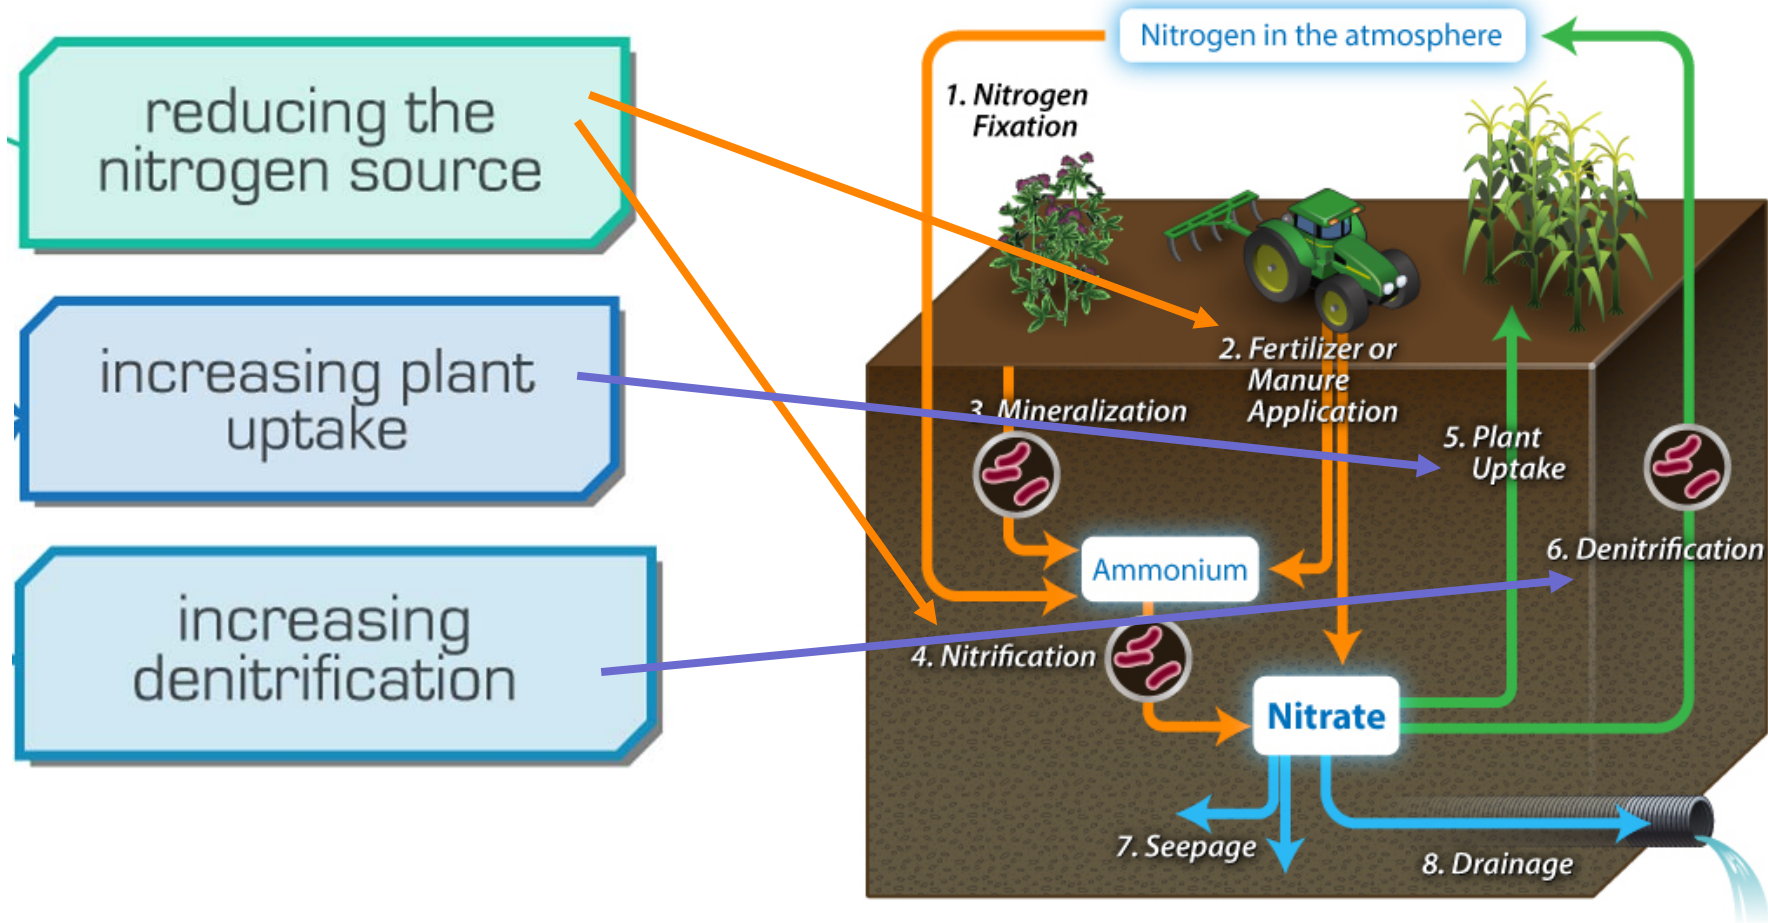 reducing the
nitrogen source
increasing plant
uptake
increasing
denitrification
Nitrogen in the atmosphere
1. Nitrogen
Fixation
2. Fertilizer or
Manure
Application
3. Mineralization
5. Plant
Uptake
6. Denitrification
Ammonium
4. Nitrification
Nitrate
7. Seepage
8. Drainage